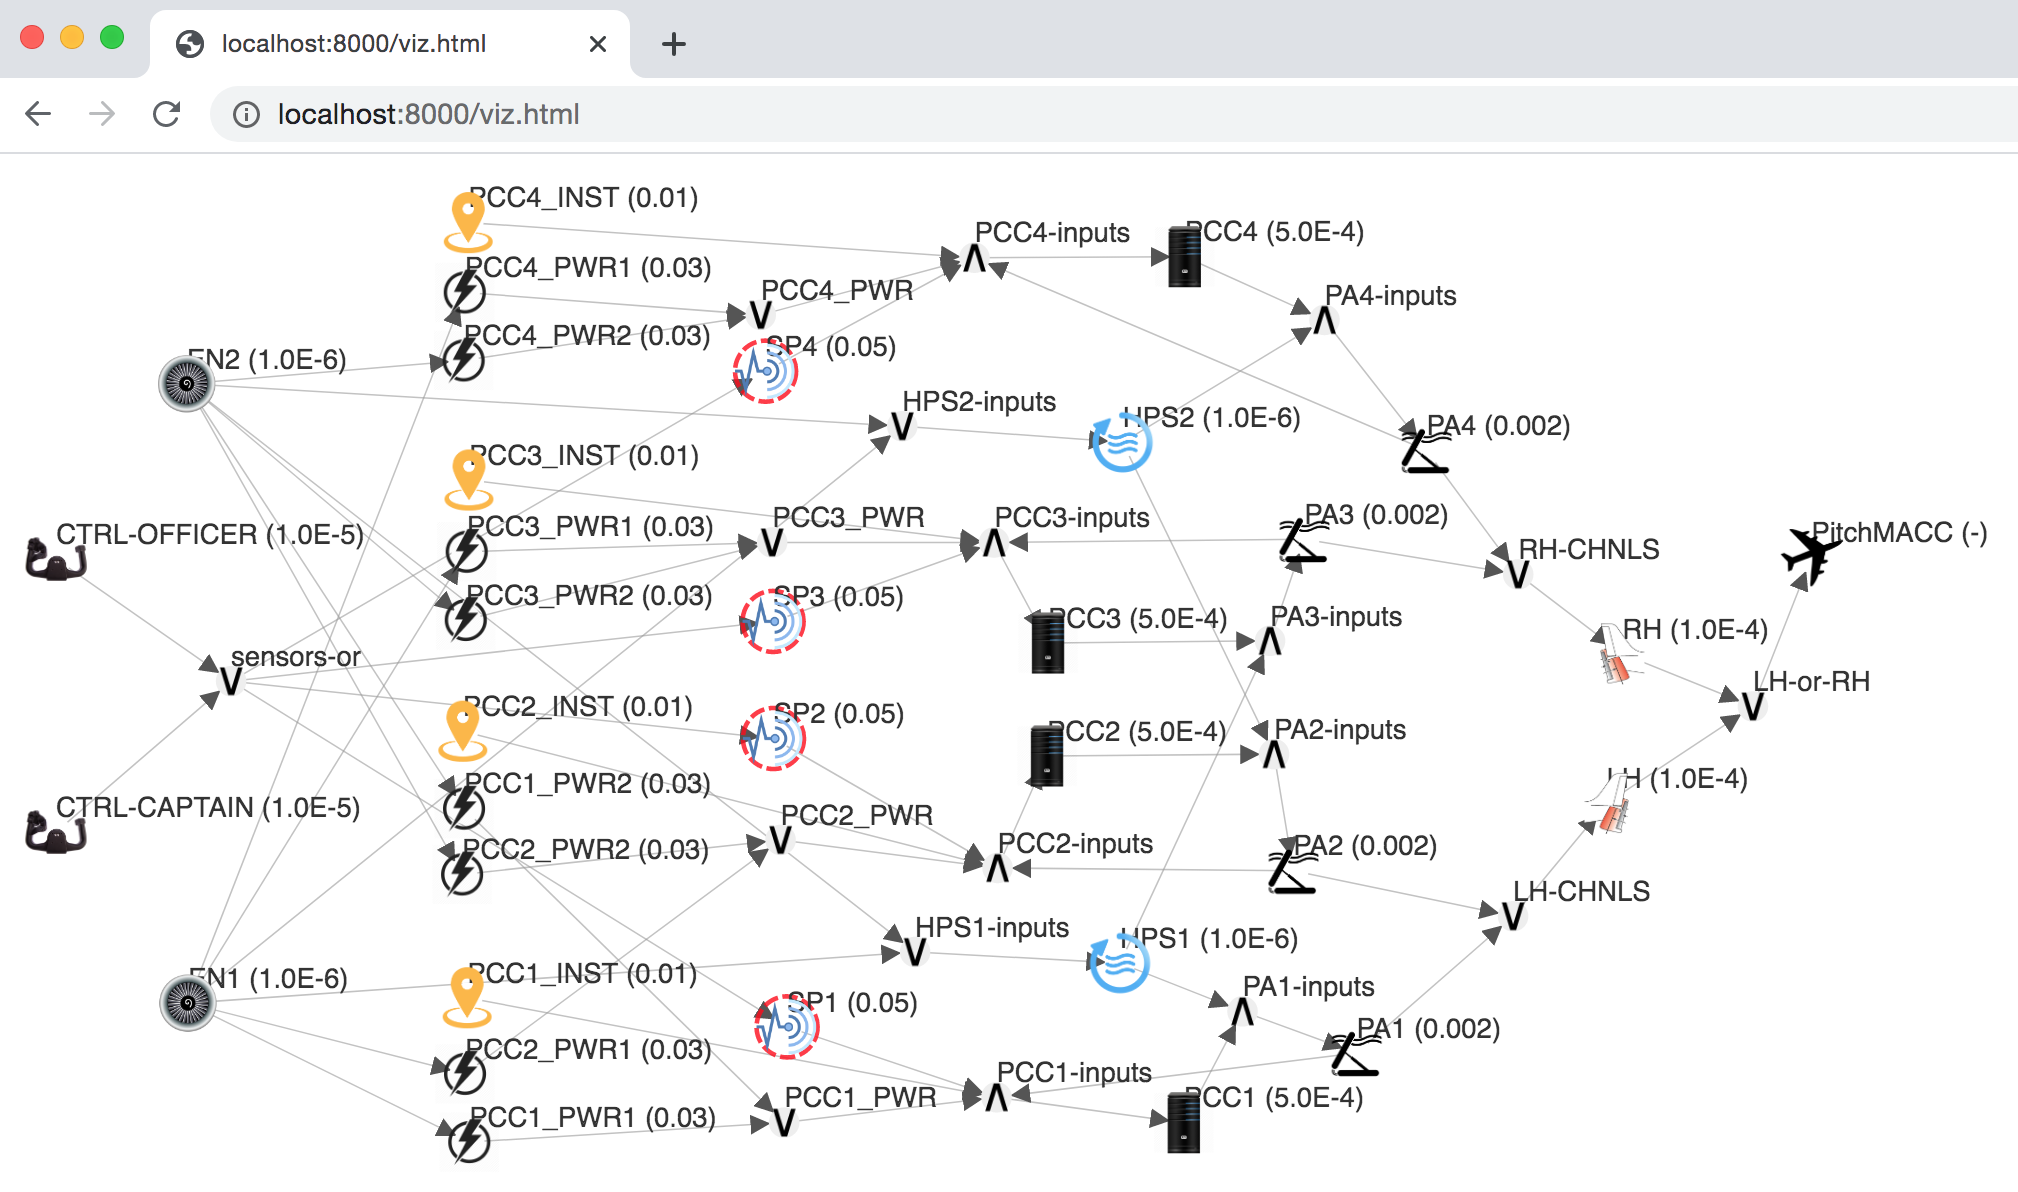 localhost:8000/viz.html
localhost:8000/viz.html
PCC4_INST (0.01)
PCC4-inputs
PCC4 (5.0E-4)
PCC4_PWR1 (0.03)
PCC4_PWR
PA4-inputs
PCC4_PWR2 (0.03)
SP4 (0.05)
EN2 (1.0E-6)
HPS2-inputs
HPS2 (1.0E-6)
PA4 (0.002)
PCC3_INST (0.01)
CTRL-OFFICER (1.0E-5)
PCC3_PWR1 (0.03)
PCC3_PWR
PCC3-inputs
PA3 (0.002)
RH-CHNLS
PitchMACC (-)
PCC3_PWR2 (0.03)
SP3 (0.05)
PCC3 (5.0E-4)
PA3-inputs
RH (1.0E-4)
sensors-or
LH-or-RH
PCC2_INST (0.01)
SP2 (0.05)
PCC2 (5.0E-4)
PA2-inputs
PCC1_PWR2 (0.03)
LH (1.0E-4)
CTRL-CAPTAIN (1.0E-5)
PCC2_PWR
PCC2_PWR2 (0.03)
PCC2-inputs
PA2 (0.002)
LH-CHNLS
HPS1-inputs
HPS1 (1.0E-6)
EN1 (1.0E-6)
PCC1_INST (0.01)
PA1-inputs
SP1 (0.05)
PA1 (0.002)
PCC2_PWR1 (0.03)
PCC1-inputs
PCC1_PWR
PCC1 (5.0E-4)
PCC1_PWR1 (0.03)